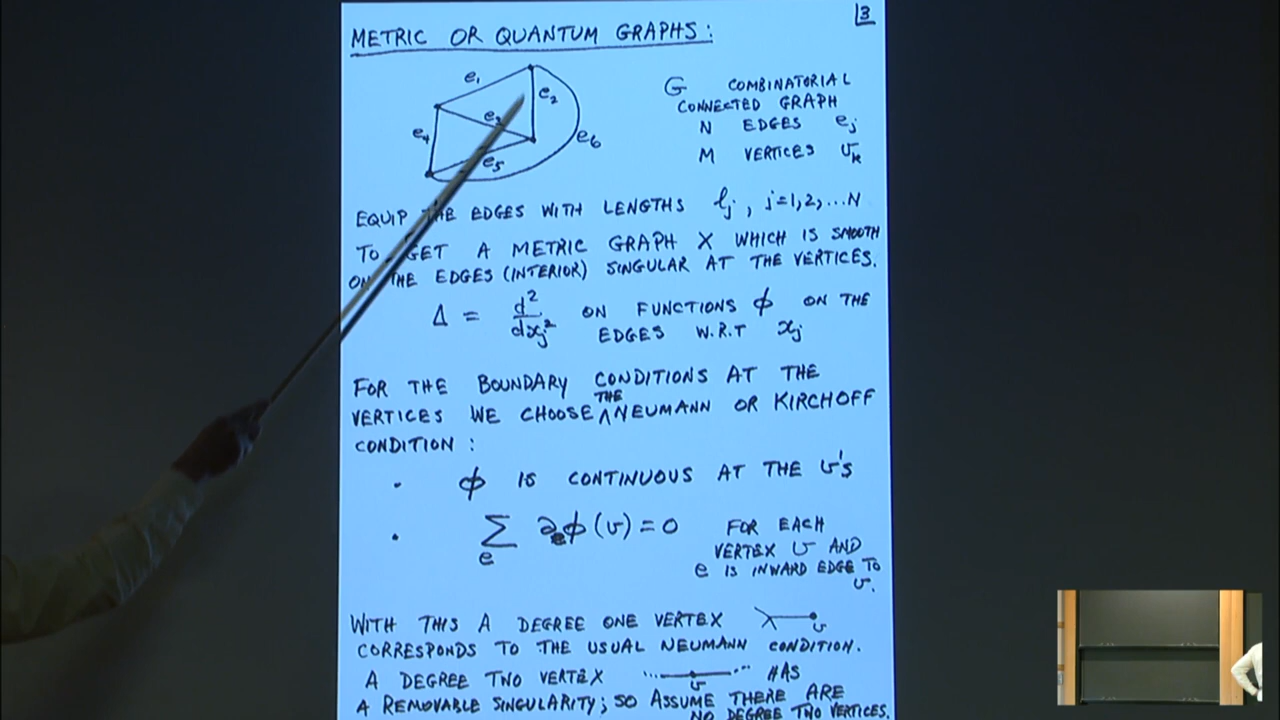 3
METRIC OR QUANTUM GRAPHS:
e₁
e₂
e₃
e₄
e₅
e₆
G COMBINATORIAL
CONNECTED GRAPH
N EDGES eⱼ
M VERTICES vₖ
EQUIP THE EDGES WITH LENGTHS ℓⱼ, j=1,2,...N
TO GET A METRIC GRAPH X WHICH IS SMOOTH
ON THE EDGES (INTERIOR) SINGULAR AT THE VERTICES.
Δ = d²/dxⱼ² ON FUNCTIONS ϕ ON THE
EDGES W.R.T xⱼ
FOR THE BOUNDARY CONDITIONS AT THE
VERTICES WE CHOOSE THE NEUMANN OR KIRCHOFF
CONDITION:
· ϕ IS CONTINUOUS AT THE v's
· ∑ₑ ∂ₑϕ(v) = 0 FOR EACH
VERTEX v AND
e IS INWARD EDGE TO
v.
WITH THIS A DEGREE ONE VERTEX v
CORRESPONDS TO THE USUAL NEUMANN CONDITION.
A DEGREE TWO VERTEX ... v ... HAS
A REMOVABLE SINGULARITY; SO ASSUME THERE ARE
NO DEGREE TWO VERTICES.